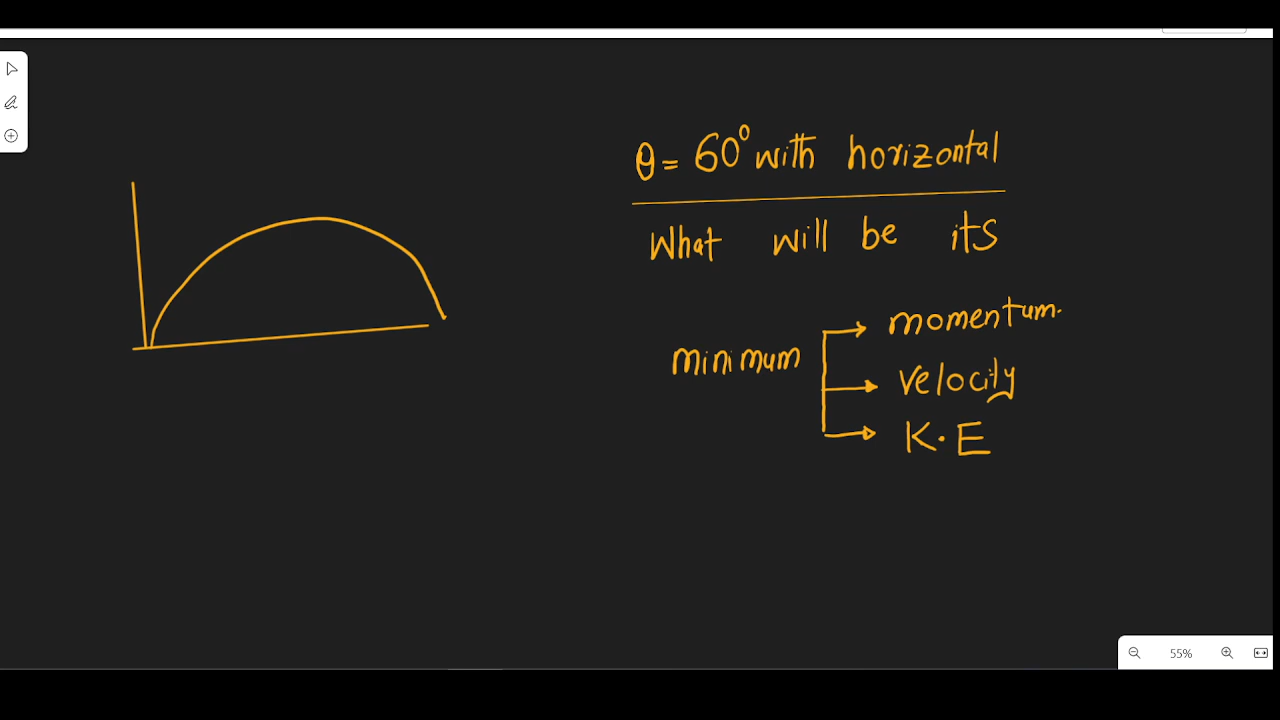 θ = 60° with horizontal
What will be its
minimum
momentum.
velocity
K.E
55%